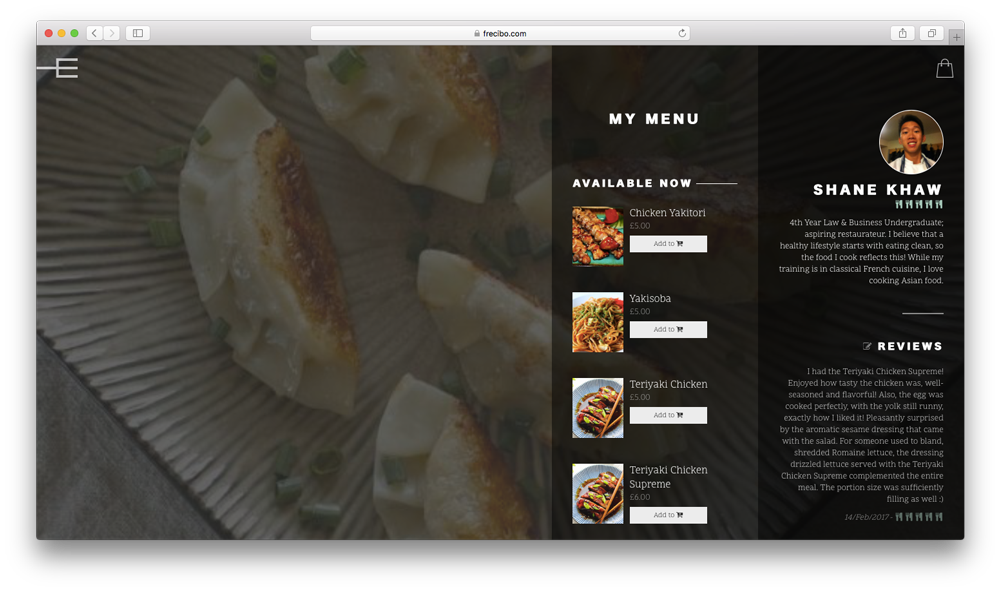 frecibo.com
MY MENU
AVAILABLE NOW
Chicken Yakitori
£5.00
Add to
Yakisoba
£5.00
Add to
Teriyaki Chicken
£5.00
Add to
Teriyaki Chicken
Supreme
£6.00
Add to
SHANE KHAW
4th Year Law & Business Undergraduate;
aspiring restaurateur. I believe that a
healthy lifestyle starts with eating clean, so
the food I cook reflects this! While my
training is in classical French cuisine, I love
cooking Asian food.
REVIEWS
I had the Teriyaki Chicken Supreme!
Enjoyed how tasty the chicken was, well-
seasoned and flavorful! Also, the egg was
cooked perfectly, with the yolk still runny,
exactly how I liked it! Pleasantly surprised
by the aromatic sesame dressing that came
with the salad. For someone used to bland,
shredded Romaine lettuce, the dressing
drizzled lettuce served with the Teriyaki
Chicken Supreme complemented the entire
meal. The portion size was sufficiently
filling as well :)
14/Feb/2017 -